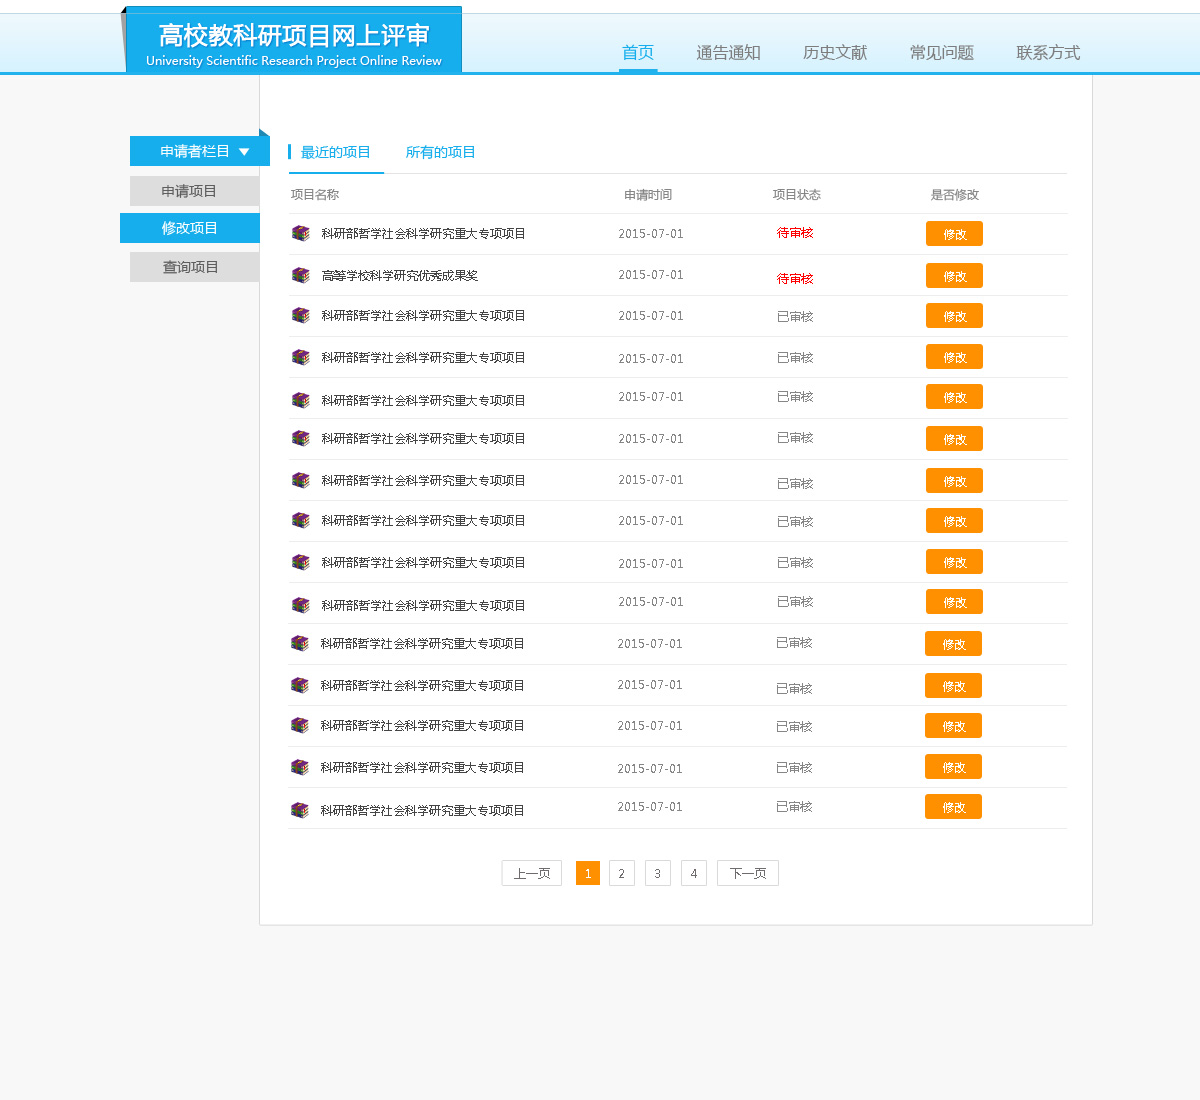 高校教科研项目网上评审
University Scientific Research Project Online Review
首页 通告通知 历史文献 常见问题 联系方式
申请者栏目
申请项目
修改项目
查询项目
最近的项目 所有的项目
项目名称 申请时间 项目状态 是否修改
科研部哲学社会科学研究重大专项项目 2015-07-01 待审核 修改
高等学校科学研究优秀成果奖 2015-07-01 待审核 修改
科研部哲学社会科学研究重大专项项目 2015-07-01 已审核 修改
科研部哲学社会科学研究重大专项项目 2015-07-01 已审核 修改
科研部哲学社会科学研究重大专项项目 2015-07-01 已审核 修改
科研部哲学社会科学研究重大专项项目 2015-07-01 已审核 修改
科研部哲学社会科学研究重大专项项目 2015-07-01 已审核 修改
科研部哲学社会科学研究重大专项项目 2015-07-01 已审核 修改
科研部哲学社会科学研究重大专项项目 2015-07-01 已审核 修改
科研部哲学社会科学研究重大专项项目 2015-07-01 已审核 修改
科研部哲学社会科学研究重大专项项目 2015-07-01 已审核 修改
科研部哲学社会科学研究重大专项项目 2015-07-01 已审核 修改
科研部哲学社会科学研究重大专项项目 2015-07-01 已审核 修改
科研部哲学社会科学研究重大专项项目 2015-07-01 已审核 修改
科研部哲学社会科学研究重大专项项目 2015-07-01 已审核 修改
上一页 1 2 3 4 下一页